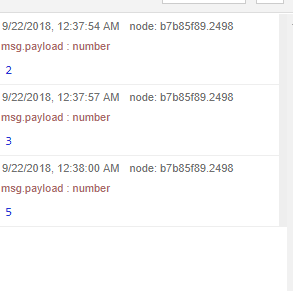 9/22/2018, 12:37:54 AM node: b7b85f89.2498
msg.payload : number
2
9/22/2018, 12:37:57 AM node: b7b85f89.2498
msg.payload : number
3
9/22/2018, 12:38:00 AM node: b7b85f89.2498
msg.payload : number
5